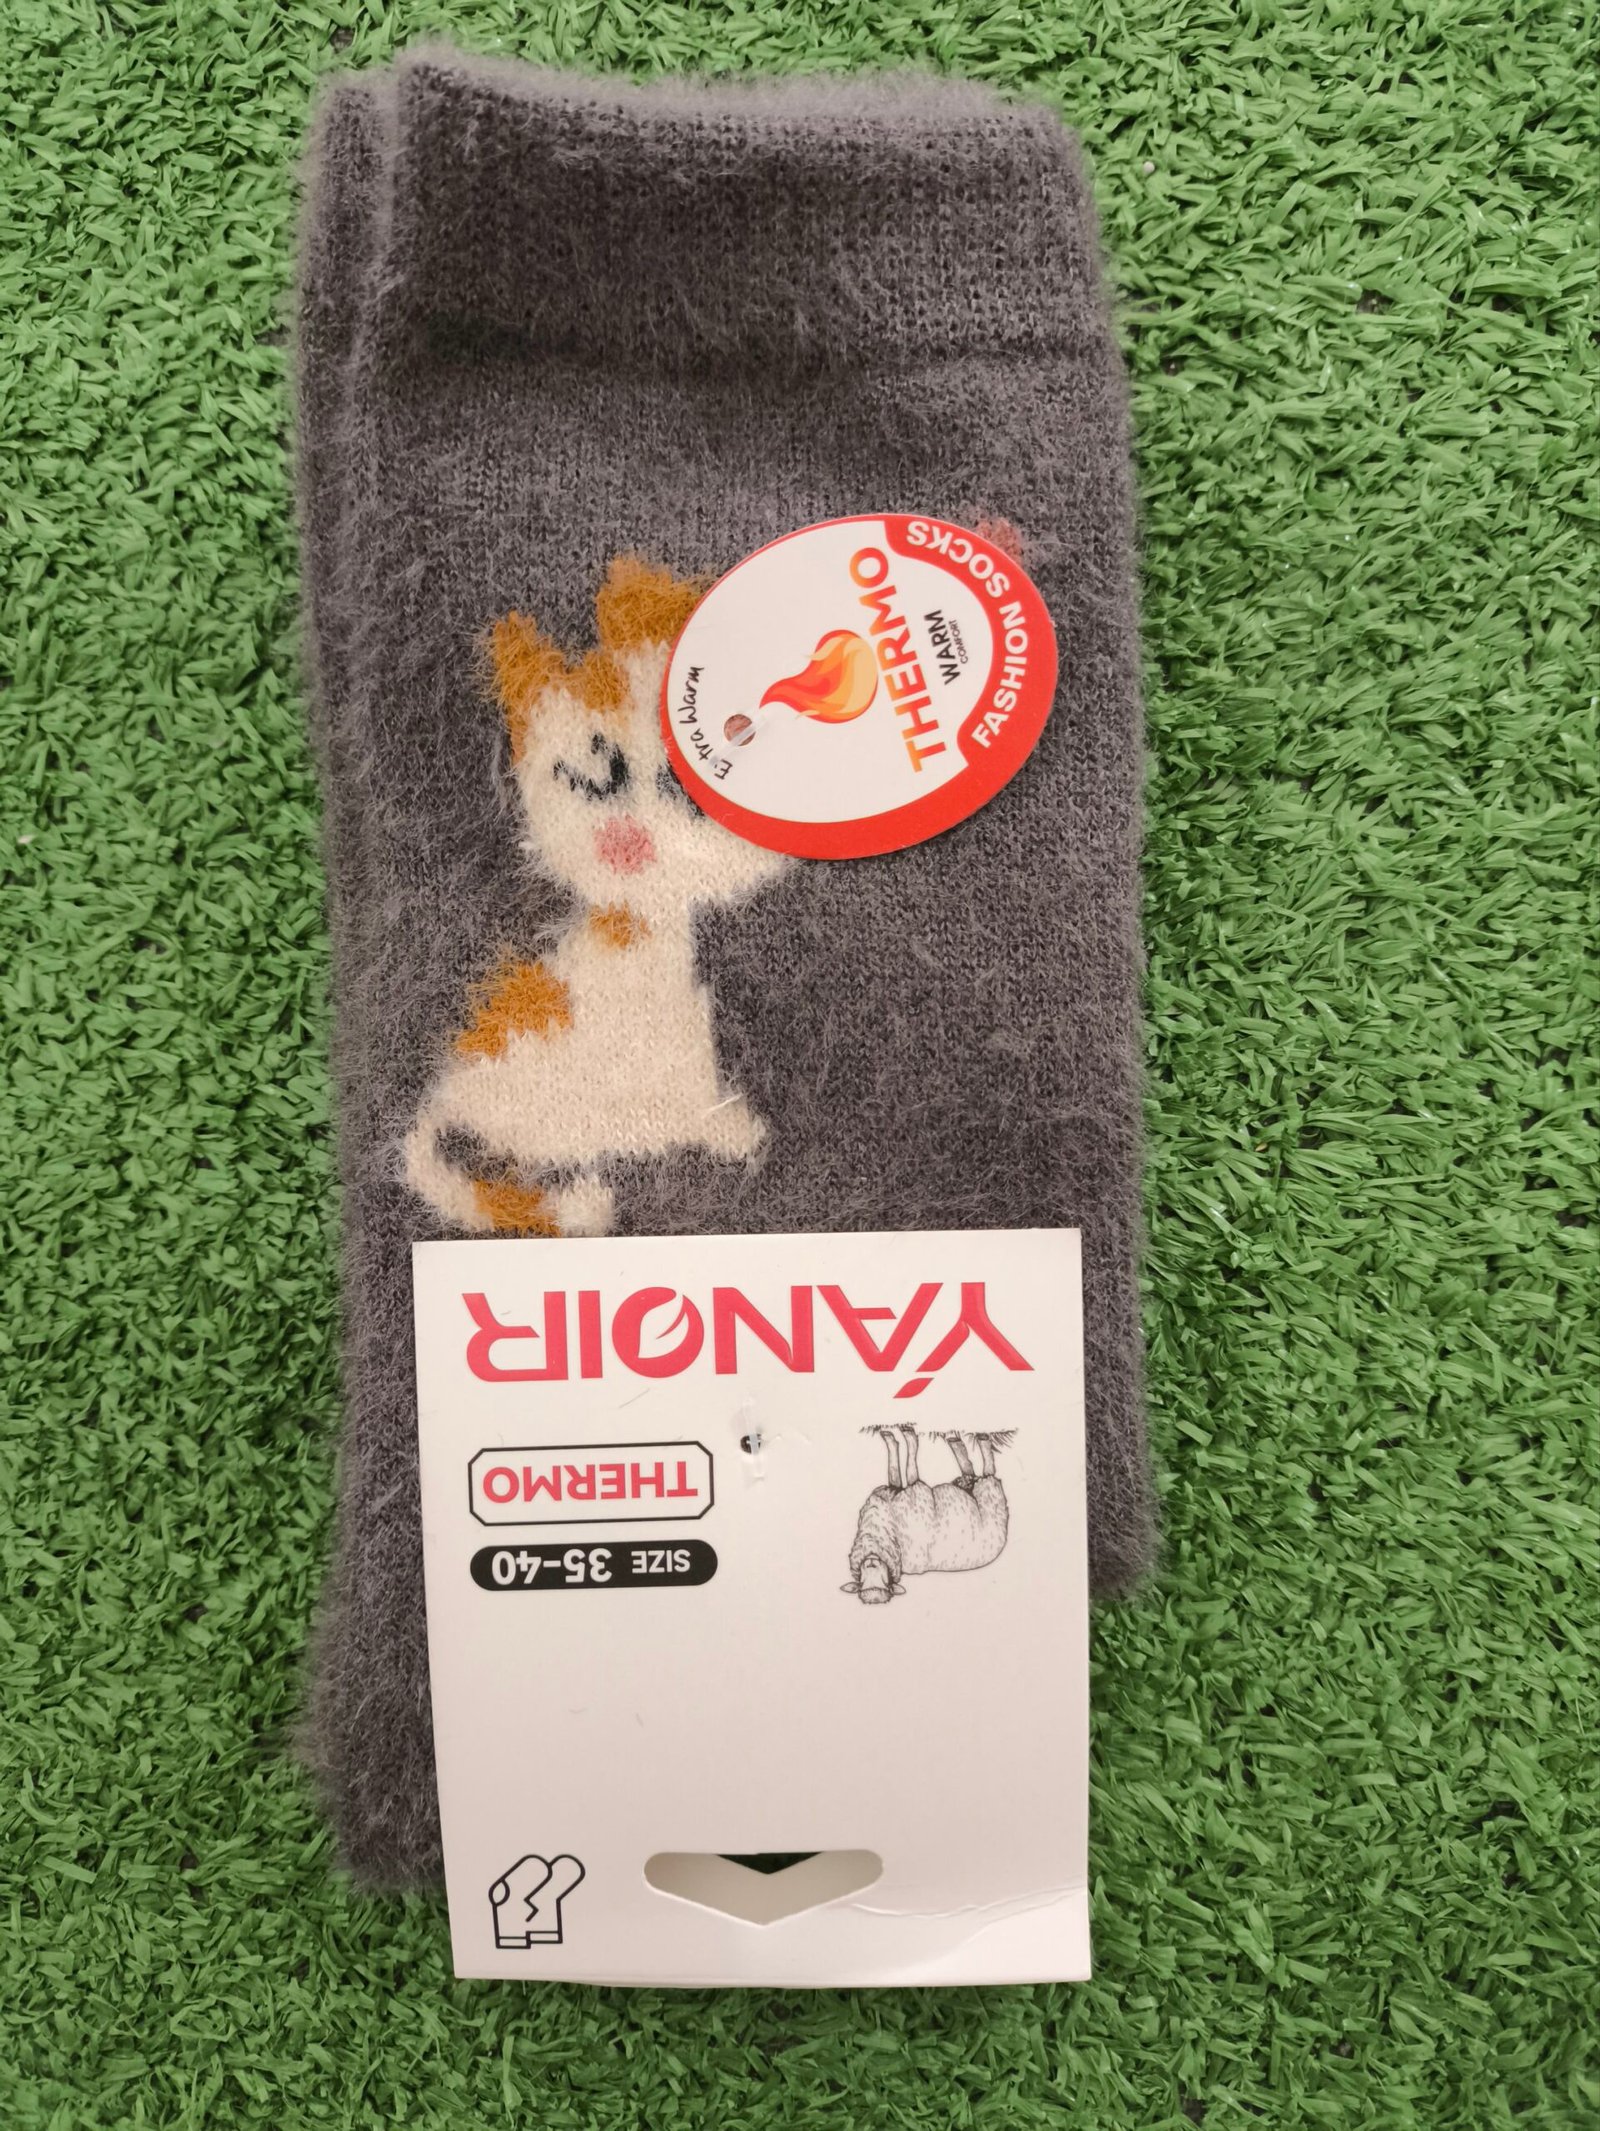 Extra Warm
THERMO
WARM
COMFORT
FASHION SOCKS
YANOIR
THERMO
SIZE 35-40